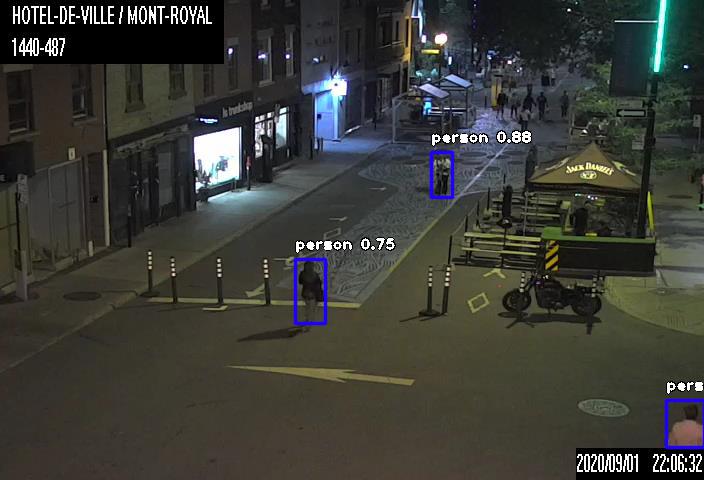 HOTEL-DE-VILLE / MONT-ROYAL
1440-487
person 0.88
JACK DANIEL'S
person 0.75
pers
2020/09/01 22:06:32